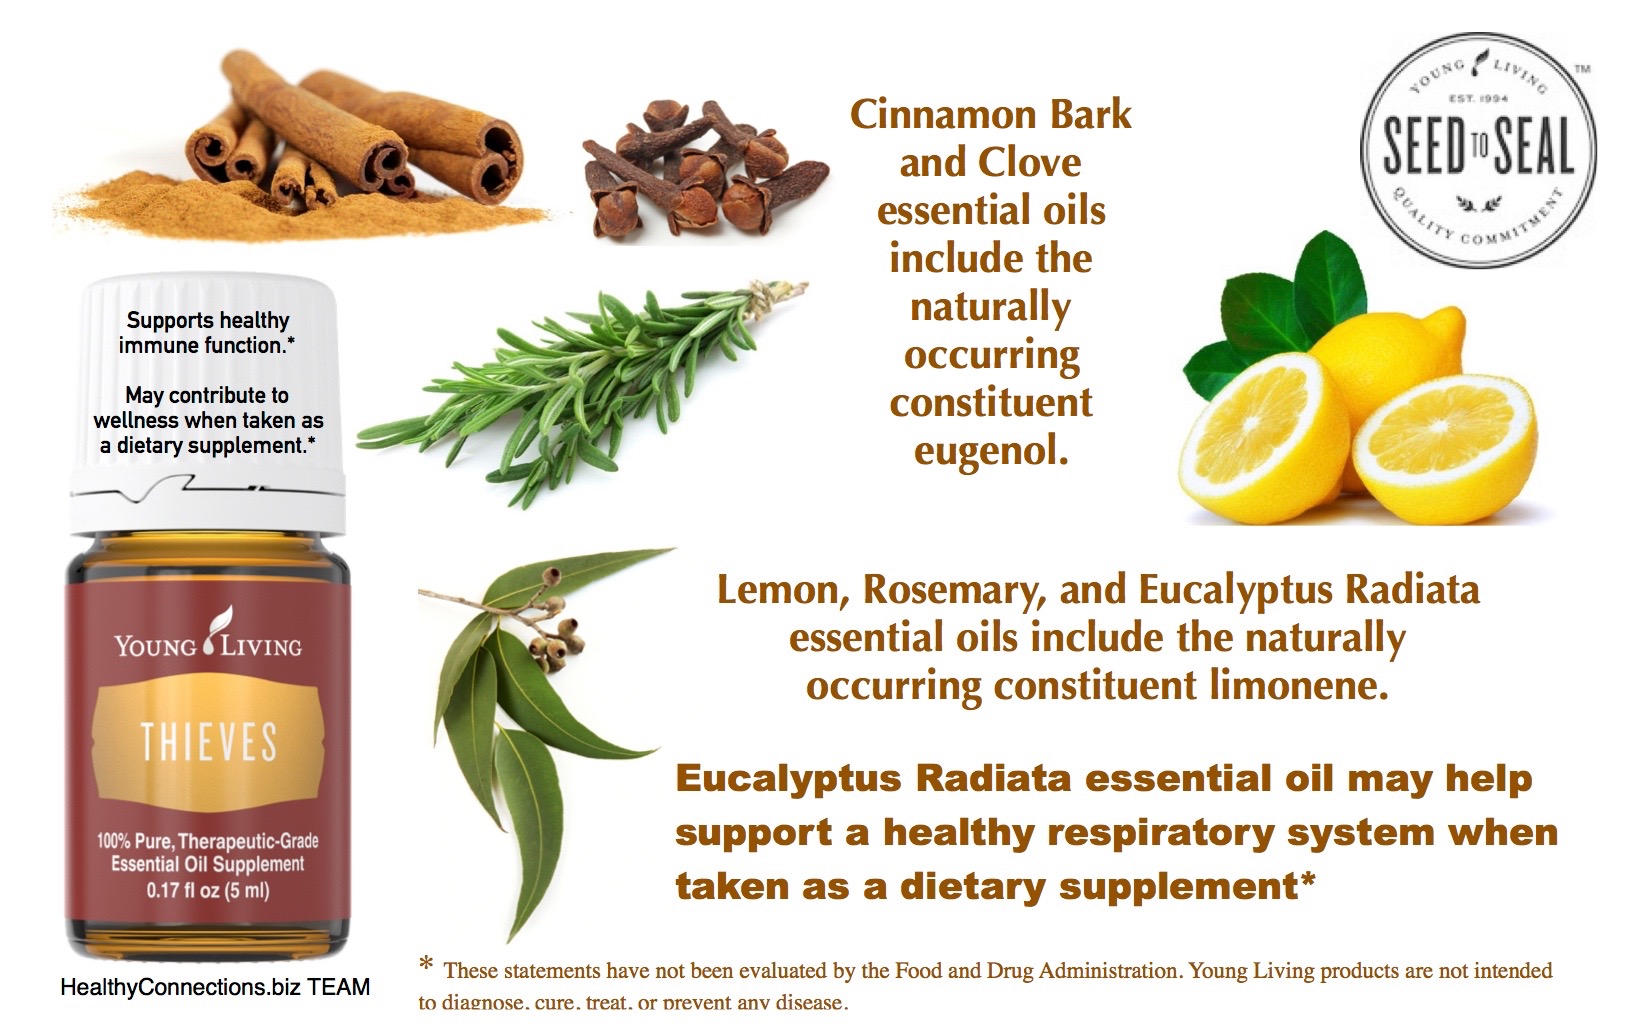 Cinnamon Bark
and Clove
essential oils
include the
naturally
occurring
constituent
eugenol.
YOUNG LIVING
TM
EST. 1994
SEED TO SEAL
QUALITY COMMITMENT
Supports healthy
immune function.*
May contribute to
wellness when taken as
a dietary supplement.*
YOUNG LIVING
THIEVES
100% Pure, Therapeutic-Grade
Essential Oil Supplement
0.17 fl oz (5 ml)
HealthyConnections.biz TEAM
Lemon, Rosemary, and Eucalyptus Radiata
essential oils include the naturally
occurring constituent limonene.
Eucalyptus Radiata essential oil may help
support a healthy respiratory system when
taken as a dietary supplement*
* These statements have not been evaluated by the Food and Drug Administration. Young Living products are not intended
to diagnose, cure, treat, or prevent any disease.